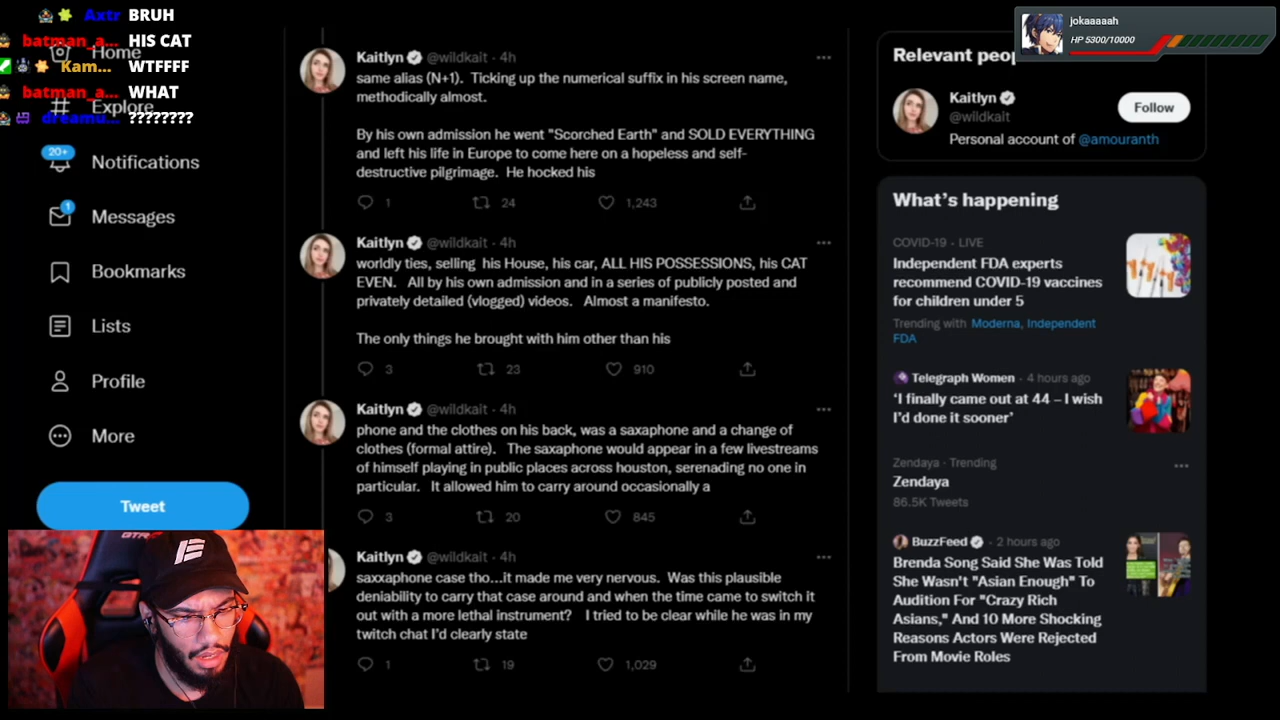 Axtr BRUH
batman_a... HIS CAT
Kam... WTFFFF
batman_a... WHAT
dreamu... ????????
Home
Explore
20+
Notifications
1
Messages
Bookmarks
Lists
Profile
More
Tweet
GTR
E
Kaitlyn @wildkait · 4h
same alias (N+1). Ticking up the numerical suffix in his screen name,
methodically almost.
By his own admission he went "Scorched Earth" and SOLD EVERYTHING
and left his life in Europe to come here on a hopeless and self-
destructive pilgrimage. He hocked his
1 24 1,243
Kaitlyn @wildkait · 4h
worldly ties, selling his House, his car, ALL HIS POSSESSIONS, his CAT
EVEN. All by his own admission and in a series of publicly posted and
privately detailed (vlogged) videos. Almost a manifesto.
The only things he brought with him other than his
3 23 910
Kaitlyn @wildkait · 4h
phone and the clothes on his back, was a saxaphone and a change of
clothes (formal attire). The saxaphone would appear in a few livestreams
of himself playing in public places across houston, serenading no one in
particular. It allowed him to carry around occasionally a
3 20 845
Kaitlyn @wildkait · 4h
saxxaphone case tho...it made me very nervous. Was this plausible
deniability to carry that case around and when the time came to switch it
out with a more lethal instrument? I tried to be clear while he was in my
twitch chat I'd clearly state
1 19 1,029
jokaaaaah
HP 5300/10000
Relevant peop
Kaitlyn
@wildkait
Follow
Personal account of @amouranth
What's happening
COVID-19 · LIVE
Independent FDA experts
recommend COVID-19 vaccines
for children under 5
Trending with Moderna, Independent
FDA
Telegraph Women · 4 hours ago
'I finally came out at 44 – I wish
I'd done it sooner'
Zendaya · Trending
Zendaya
86.5K Tweets
BuzzFeed · 2 hours ago
Brenda Song Said She Was Told
She Wasn't "Asian Enough" To
Audition For "Crazy Rich
Asians," And 10 More Shocking
Reasons Actors Were Rejected
From Movie Roles